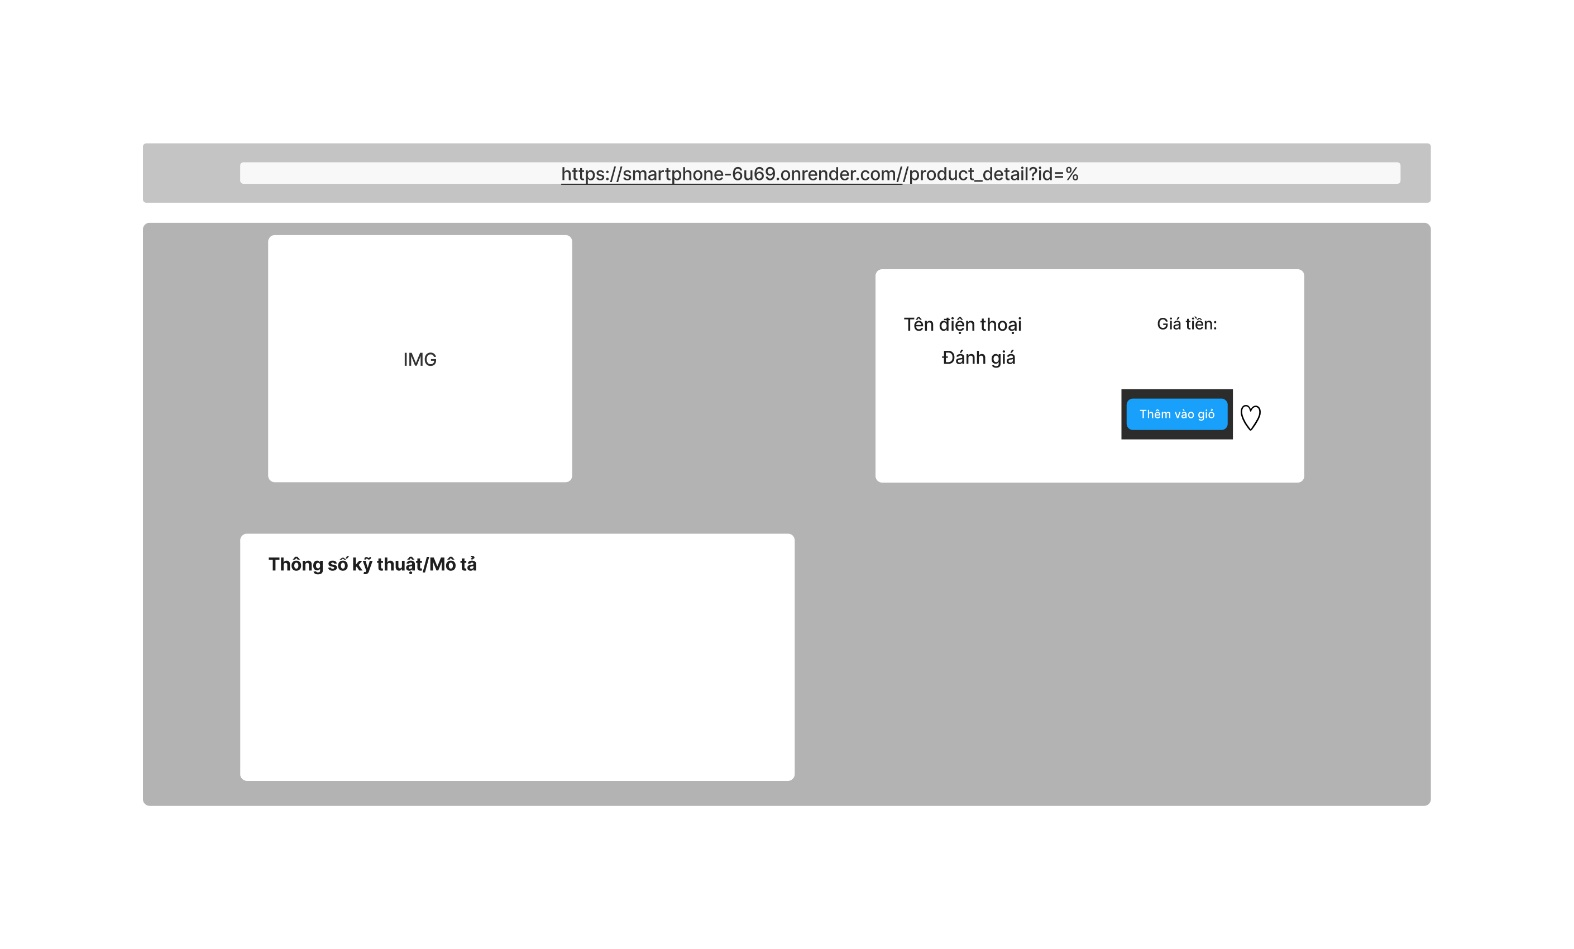 https://smartphone-6u69.onrender.com//product_detail?id=%
IMG
Tên điện thoại
Giá tiền:
Đánh giá
Thêm vào giỏ
Thông số kỹ thuật/Mô tả